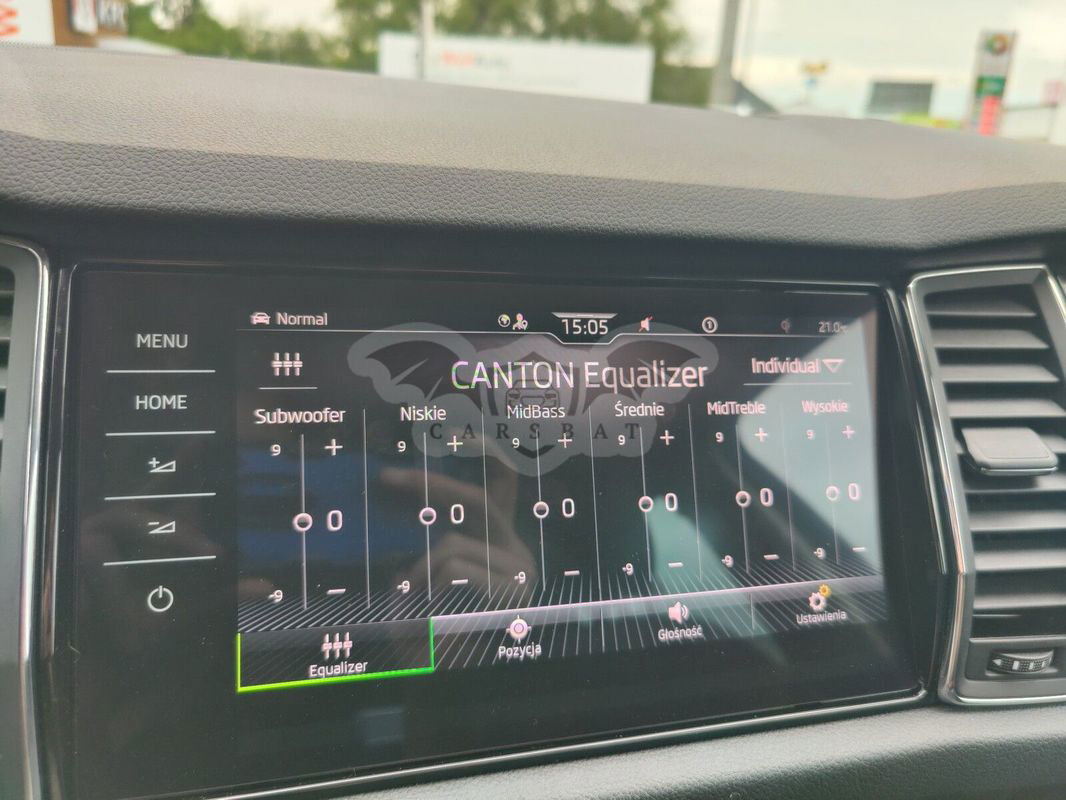 KR
MENU
HOME
Normal
15:05
1
21.0°C
CANTON Equalizer
Individual
Subwoofer Niskie MidBass Średnie MidTreble Wysokie
CARSBAT
9 + 9 + 9 + 9 + 9 + 9 +
0 0 0 0 0 0
-9 − -9 − -9 − -9 − -9 − -9 −
Equalizer Pozycja Głośność Ustawienia